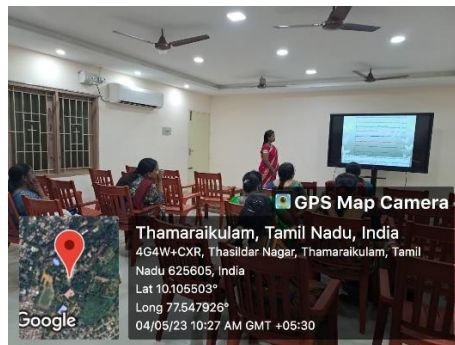 GPS Map Camera
Thamaraikulam, Tamil Nadu, India
4G4W+CXR, Thasildar Nagar, Thamaraikulam, Tamil
Nadu 625605, India
Lat 10.105503°
Long 77.547926°
04/05/23 10:27 AM GMT +05:30
Google